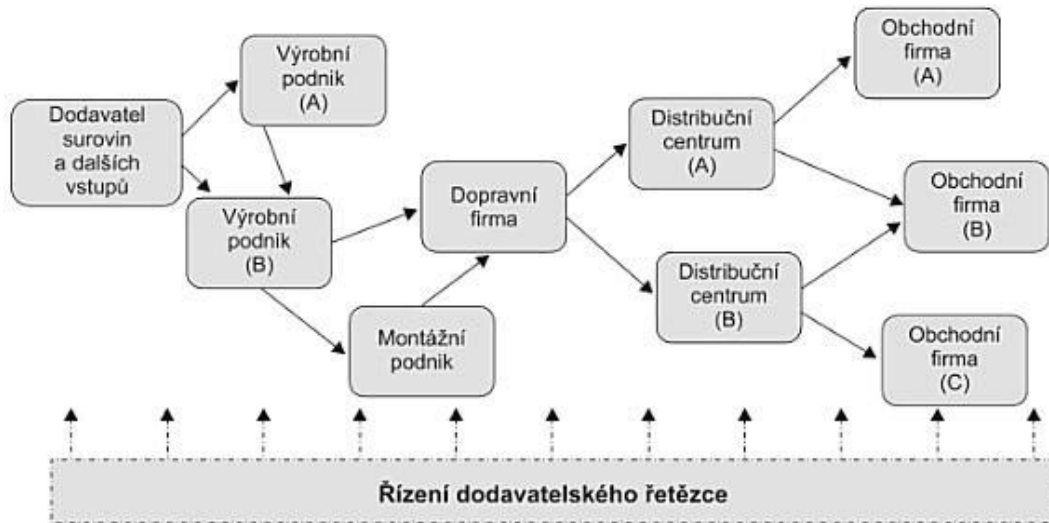 Dodavatel
surovin
a dalších
vstupů
Výrobní
podnik
(A)
Výrobní
podnik
(B)
Montážní
podnik
Dopravní
firma
Distribuční
centrum
(A)
Distribuční
centrum
(B)
Obchodní
firma
(A)
Obchodní
firma
(B)
Obchodní
firma
(C)
Řízení dodavatelského řetězce